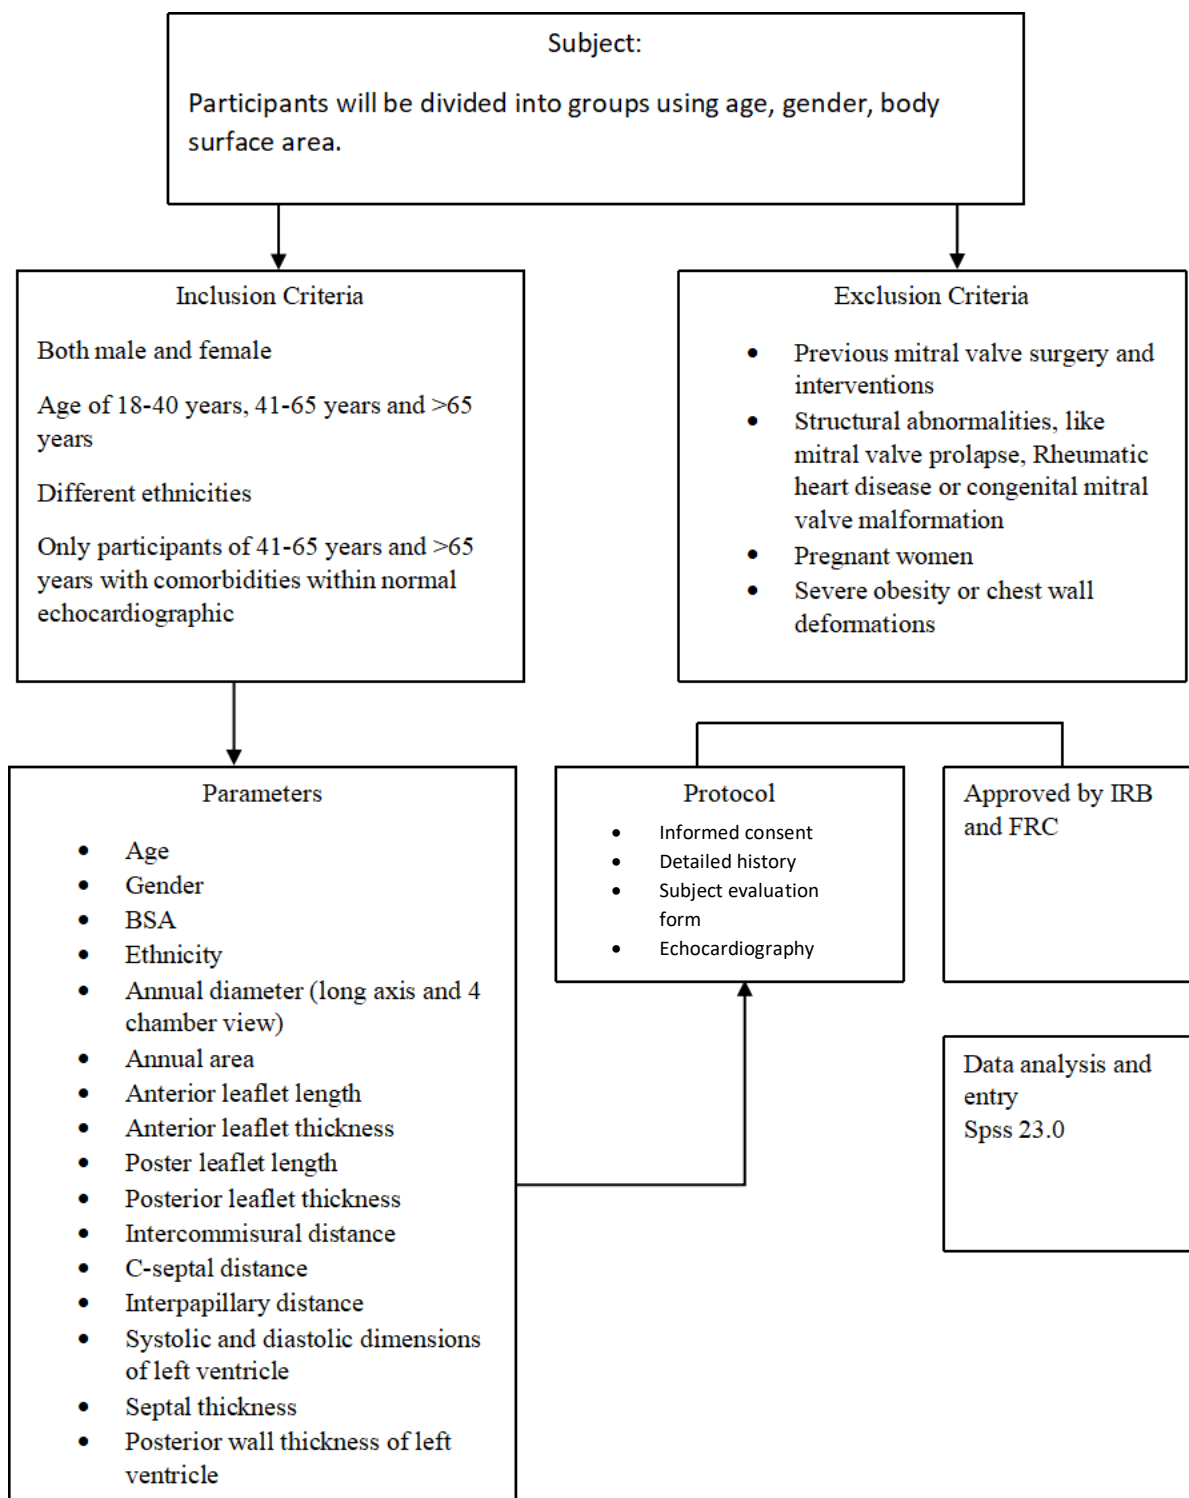 Subject:
Participants will be divided into groups using age, gender, body
surface area.
Inclusion Criteria
Both male and female
Age of 18-40 years, 41-65 years and >65
years
Different ethnicities
Only participants of 41-65 years and >65
years with comorbidities within normal
echocardiographic
Exclusion Criteria
• Previous mitral valve surgery and
interventions
• Structural abnormalities, like
mitral valve prolapse, Rheumatic
heart disease or congenital mitral
valve malformation
• Pregnant women
• Severe obesity or chest wall
deformations
Parameters
• Age
• Gender
• BSA
• Ethnicity
• Annual diameter (long axis and 4
chamber view)
• Annual area
• Anterior leaflet length
• Anterior leaflet thickness
• Poster leaflet length
• Posterior leaflet thickness
• Intercommisural distance
• C-septal distance
• Interpapillary distance
• Systolic and diastolic dimensions
of left ventricle
• Septal thickness
• Posterior wall thickness of left
ventricle
Protocol
• Informed consent
• Detailed history
• Subject evaluation
form
• Echocardiography
Approved by IRB
and FRC
Data analysis and
entry
Spss 23.0